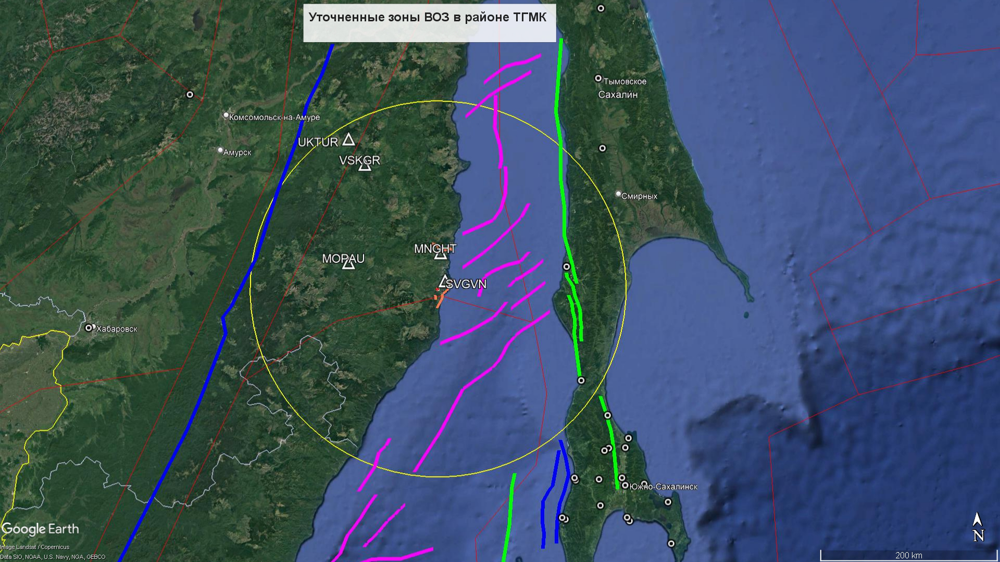 Уточненные зоны ВОЗ в районе ТГМК
Тымовское
Сахали́н
Комсомольск-на-Амуре
UKTUR
Амурск
VSKGR
Смирных
MNGHT
MOPAU
SVGVN
Хабаровск
Южно-Сахалинск
Google Earth
N
Image Landsat / Copernicus
Data SIO, NOAA, U.S. Navy, NGA, GEBCO
200 km